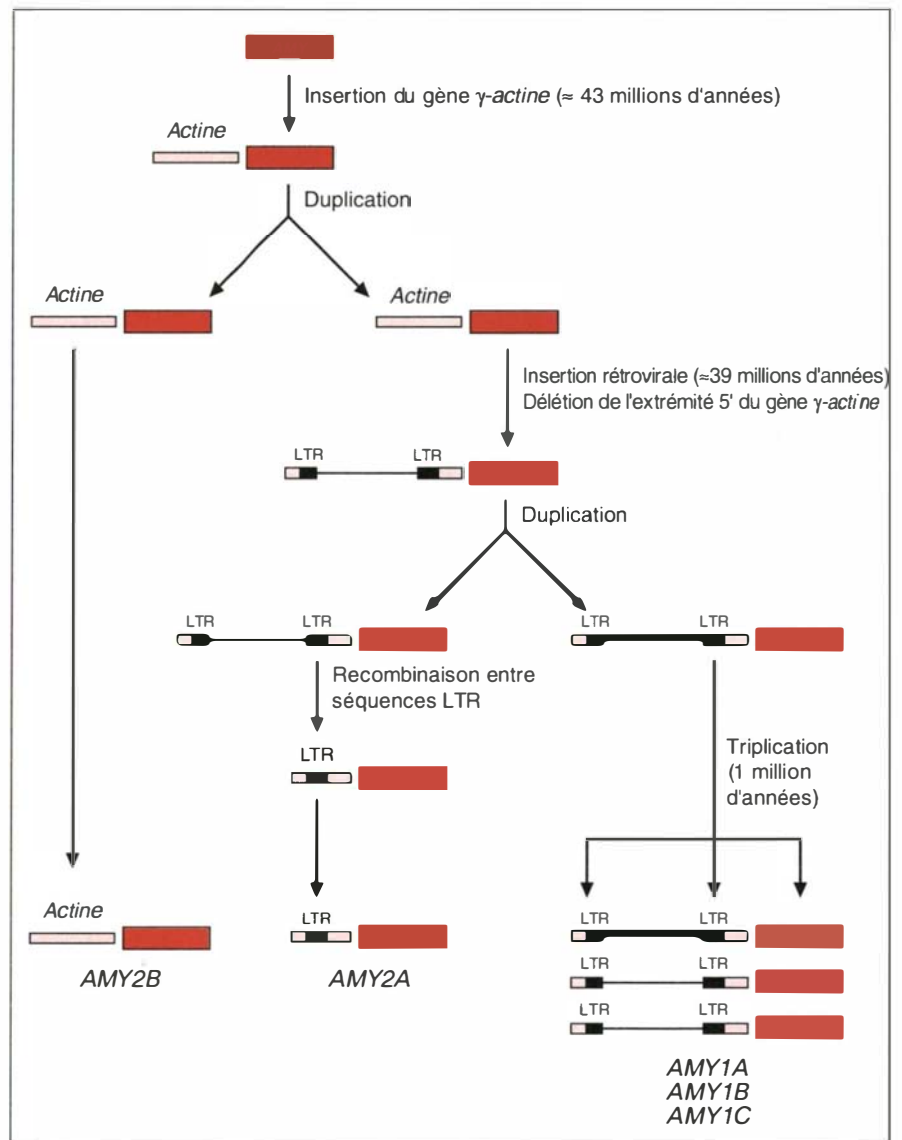 Insertion du gène γ-actine (≈ 43 millions d'années)
Actine
Duplication
Actine
Actine
Insertion rétrovirale (≈39 millions d'années)
Délétion de l'extrémité 5' du gène γ-actine
LTR
LTR
Duplication
LTR
LTR
LTR
LTR
Recombinaison entre
séquences LTR
LTR
Triplication
(1 million
d'années)
Actine
LTR
LTR
LTR
LTR
LTR
LTR
LTR
AMY2B
AMY2A
AMY1A
AMY1B
AMY1C